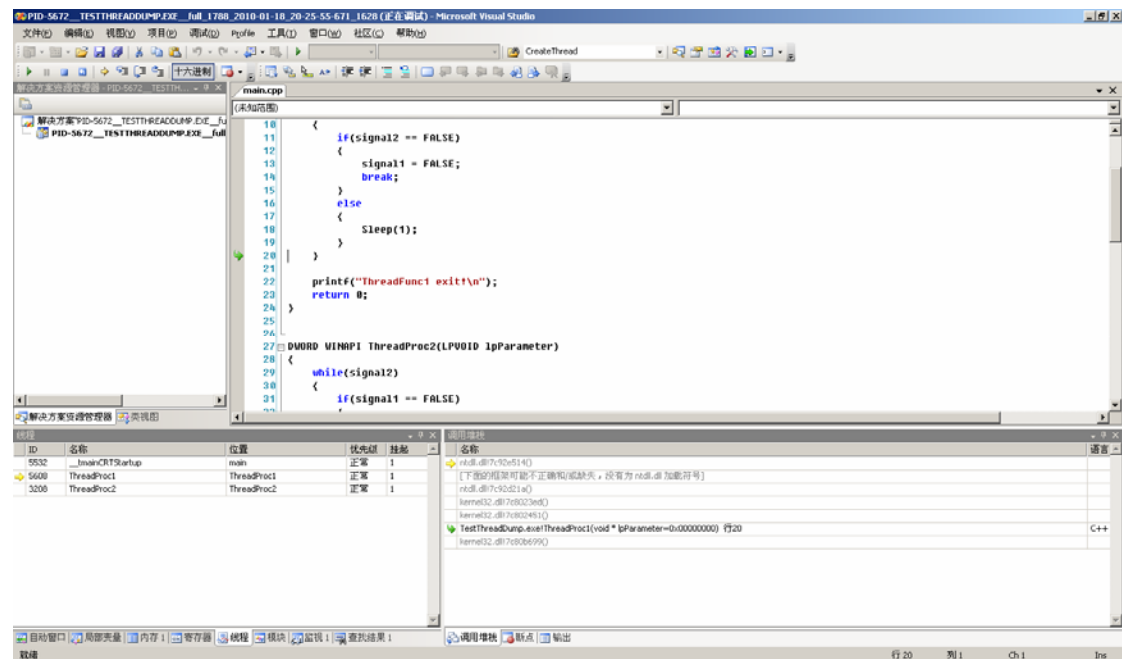 PID-5672__TESTTHREADDUMP.EXE__full_1788_2010-01-18_20-25-55-671_1628 (正在调试) - Microsoft Visual Studio
文件(F) 编辑(E) 视图(V) 项目(P) 调试(D) Profile 工具(T) 窗口(W) 社区(C) 帮助(H)
CreateThread
十六进制
解决方案资源管理器 - PID-5672__TESTTH...
main.cpp
(未知范围)
解决方案"PID-5672__TESTTHREADDUMP.EXE__fu
PID-5672__TESTTHREADDUMP.EXE__full
10 {
11 if(signal2 == FALSE)
12 {
13 signal1 = FALSE;
14 break;
15 }
16 else
17 {
18 Sleep(1);
19 }
20 }
21
22 printf("ThreadFunc1 exit!\n");
23 return 0;
24 }
25
26
27 DWORD WINAPI ThreadProc2(LPVOID lpParameter)
28 {
29 while(signal2)
30 {
31 if(signal1 == FALSE)
解决方案资源管理器 类视图
线程
ID 名称 位置 优先级 挂起
5532 __tmainCRTStartup main 正常 1
5608 ThreadProc1 ThreadProc1 正常 1
3208 ThreadProc2 ThreadProc2 正常 1
调用堆栈
名称 语言
ntdll.dll!7c92e514()
[下面的框架可能不正确和/或缺失，没有为 ntdll.dll 加载符号]
ntdll.dll!7c92d21a()
kernel32.dll!7c8023ed()
kernel32.dll!7c802451()
TestThreadDump.exe!ThreadProc1(void * lpParameter=0x00000000) 行20 C++
kernel32.dll!7c80b699()
自动窗口 局部变量 内存 1 寄存器 线程 模块 监视 1 查找结果 1
调用堆栈 断点 输出
就绪 行 20 列 1 Ch 1 Ins